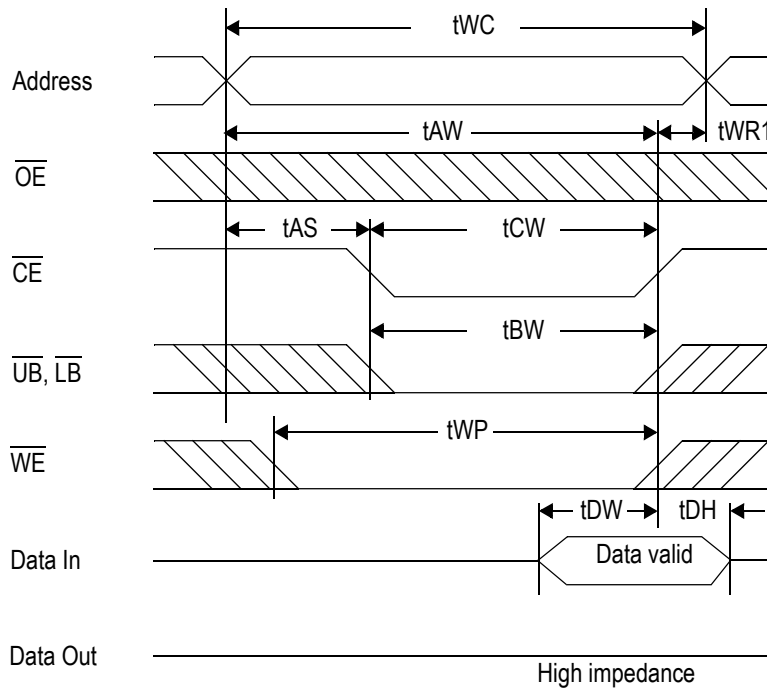 tWC
Address
tAW
tWR1
OE
tAS
tCW
CE
tBW
UB, LB
tWP
WE
tDW
tDH
Data In
Data valid
Data Out
High impedance